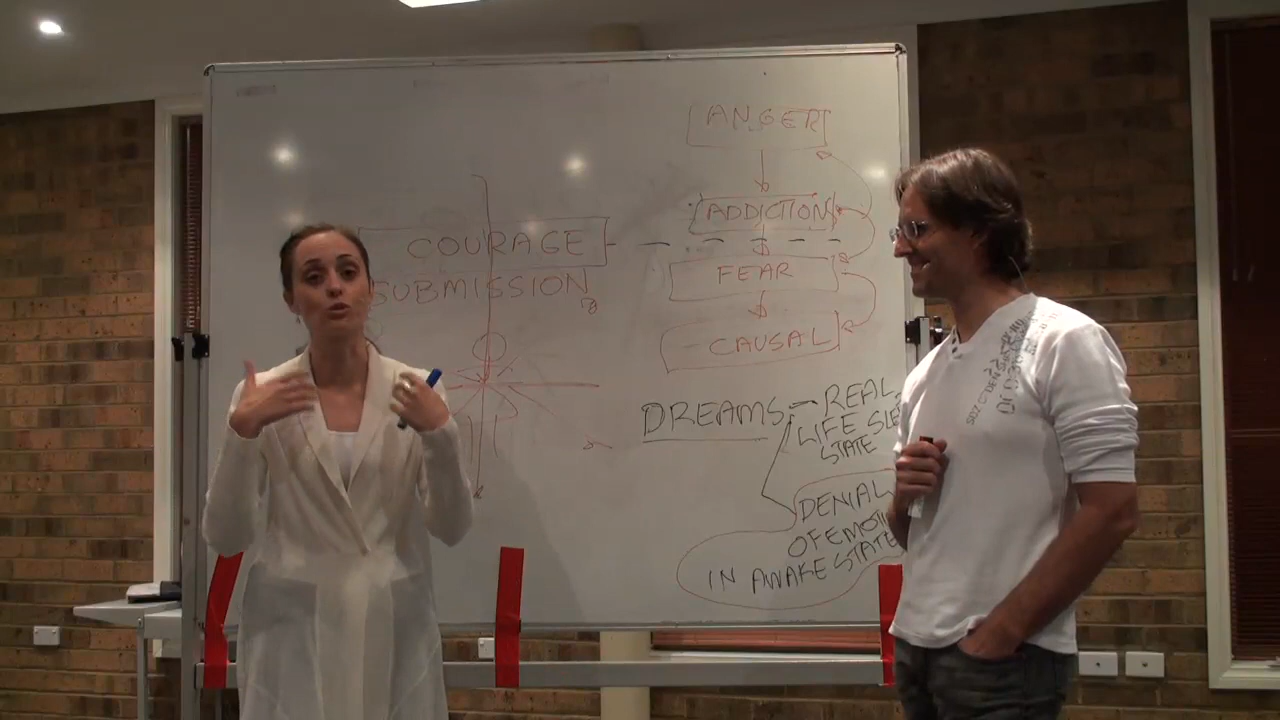 ANGER
ADDICTION
COURAGE
FEAR
SUBMISSION
CAUSAL
DREAMS - REAL
LIFE
STATE
DENIAL
IN AWAKE STATE